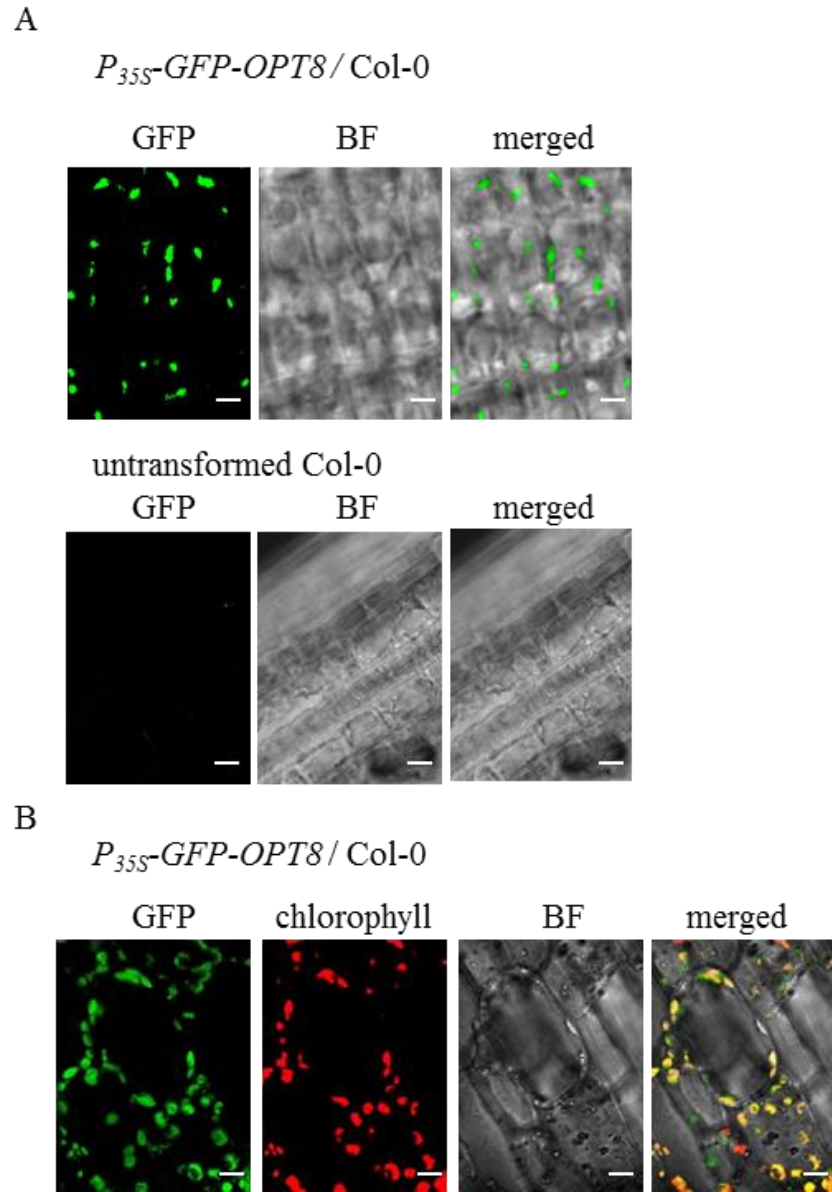 A
P35S-GFP-OPT8 / Col-0
GFP BF merged
untransformed Col-0
GFP BF merged
B
P35S-GFP-OPT8 / Col-0
GFP chlorophyll BF merged